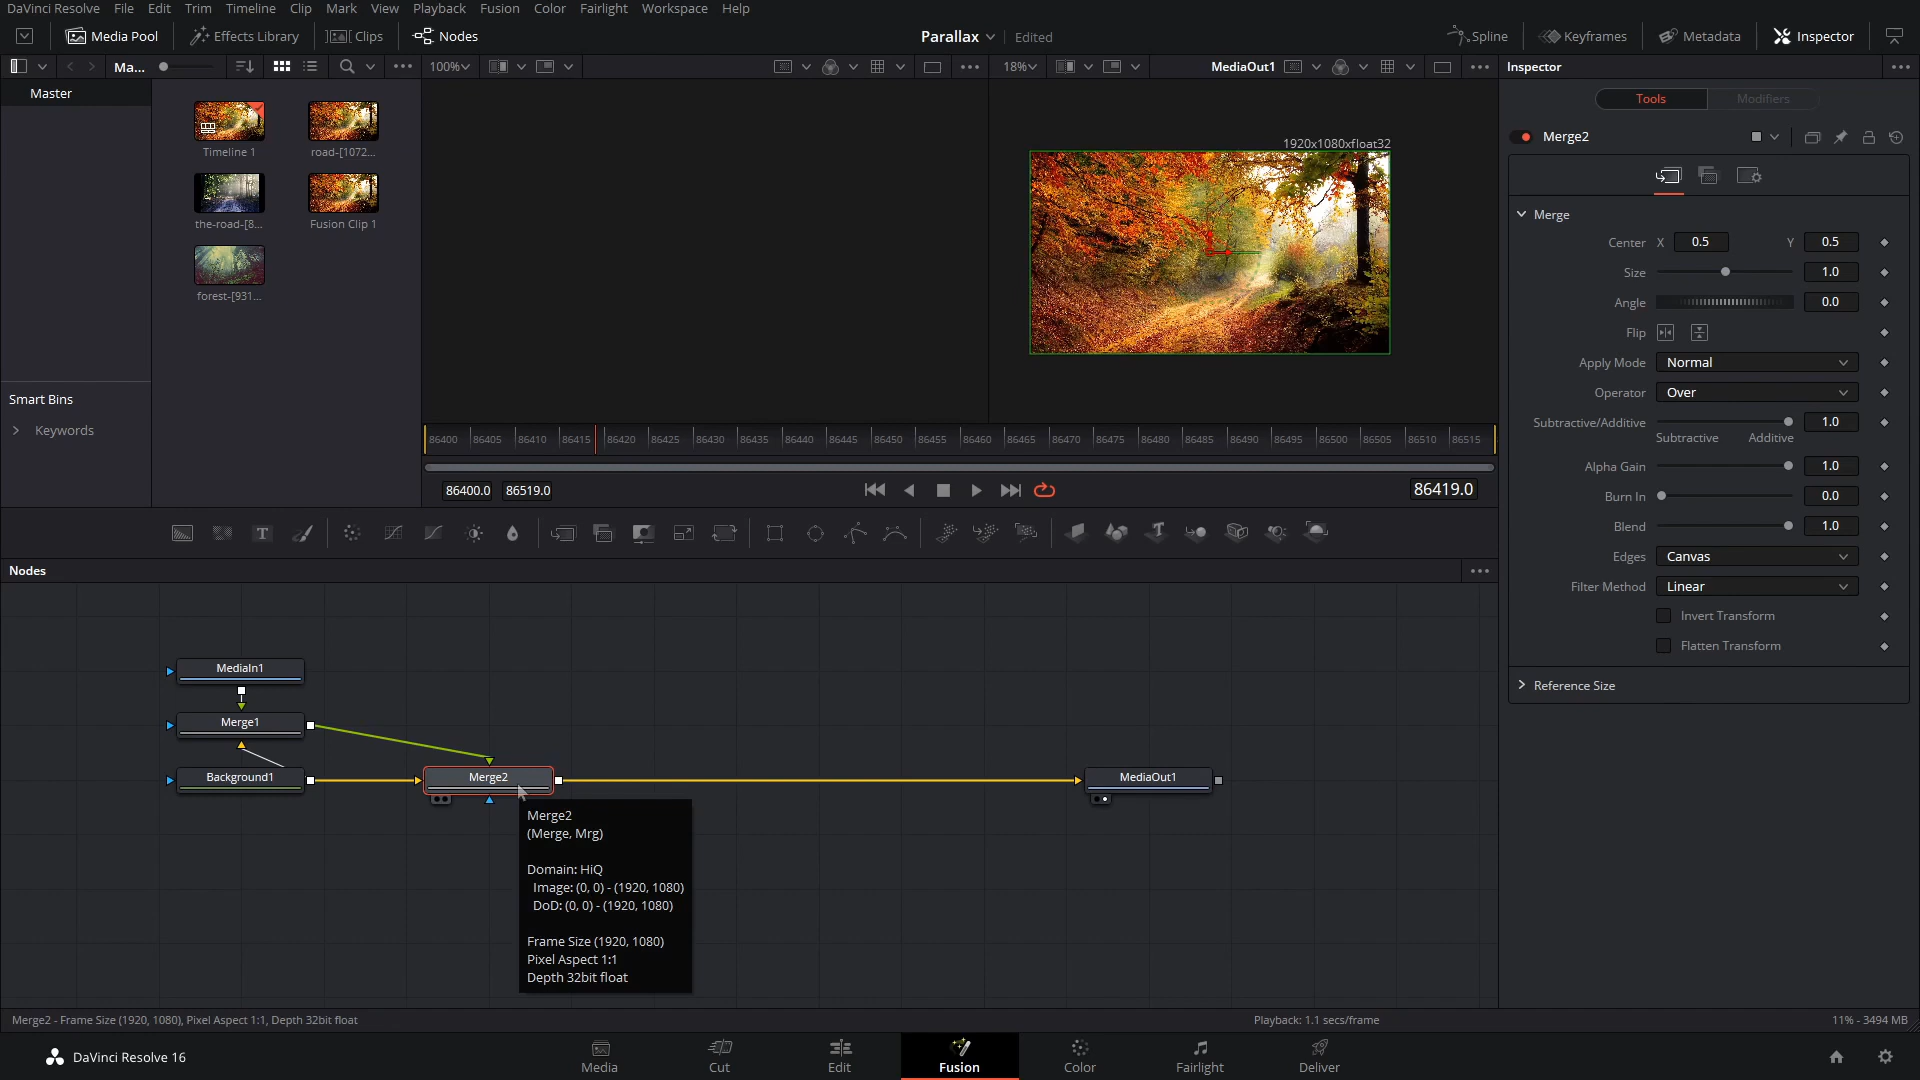 DaVinci Resolve File Edit Trim Timeline Clip Mark View Playback Fusion Color Fairlight Workspace Help
Media Pool Effects Library Clips Nodes Parallax Edited Spline Keyframes Metadata Inspector
Ma... 100% 18% MediaOut1 Inspector
Master
Timeline 1
road-[1072...
the-road-[8...
Fusion Clip 1
forest-[931...
Smart Bins
Keywords
1920x1080xfloat32
86400 86405 86410 86415 86420 86425 86430 86435 86440 86445 86450 86455 86460 86465 86470 86475 86480 86485 86490 86495 86500 86505 86510 86515
86400.0 86519.0 86419.0
Tools Modifiers
Merge2
Merge
Center X 0.5 Y 0.5
Size 1.0
Angle 0.0
Flip
Apply Mode Normal
Operator Over
Subtractive/Additive 1.0
Subtractive Additive
Alpha Gain 1.0
Burn In 0.0
Blend 1.0
Edges Canvas
Filter Method Linear
Invert Transform
Flatten Transform
Reference Size
Nodes
MediaIn1
Merge1
Background1
Merge2
MediaOut1
Merge2
(Merge, Mrg)
Domain: HiQ
Image: (0, 0) - (1920, 1080)
DoD: (0, 0) - (1920, 1080)
Frame Size (1920, 1080)
Pixel Aspect 1:1
Depth 32bit float
Merge2 - Frame Size (1920, 1080), Pixel Aspect 1:1, Depth 32bit float Playback: 1.1 secs/frame 11% - 3494 MB
DaVinci Resolve 16 Media Cut Edit Fusion Color Fairlight Deliver